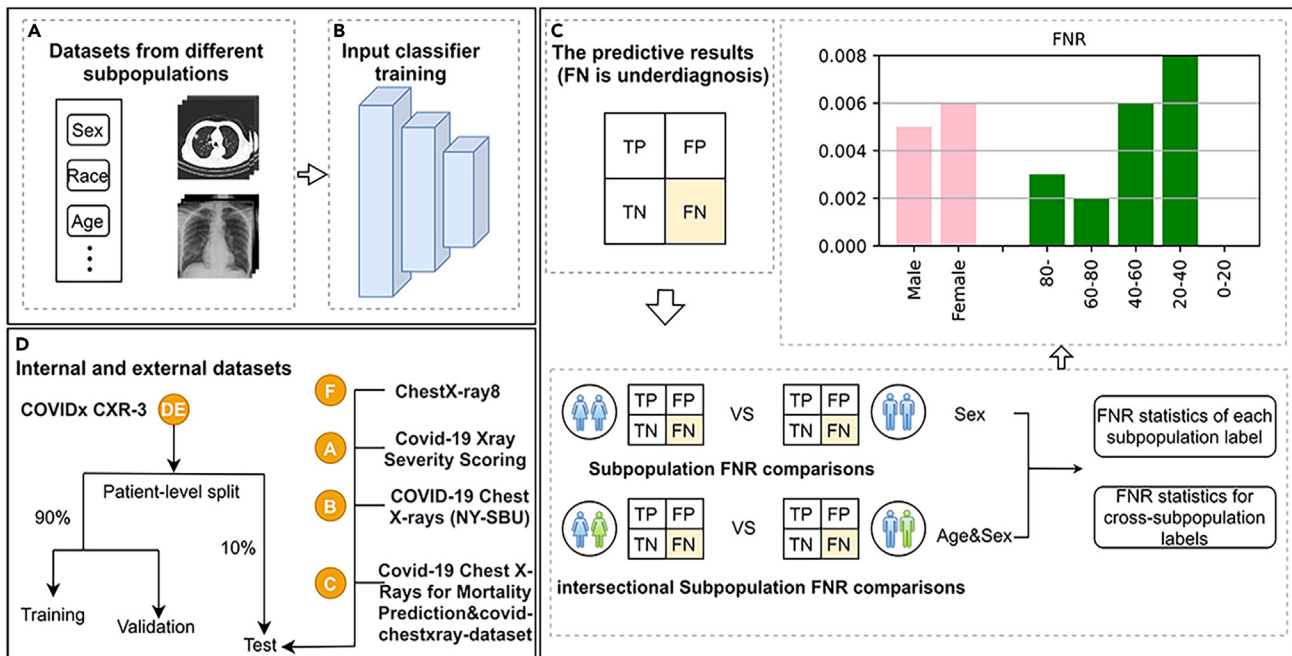 A
Datasets from different
subpopulations
Sex
Race
Age
B
Input classifier
training
C
The predictive results
(FN is underdiagnosis)
TP FP
TN FN
FNR
0.008
0.006
0.004
0.002
0.000
Male
Female
80-
60-80
40-60
20-40
0-20
D
Internal and external datasets
COVIDx CXR-3 DE
Patient-level split
90%
10%
Training
Validation
Test
F ChestX-ray8
A Covid-19 Xray
Severity Scoring
B COVID-19 Chest
X-rays (NY-SBU)
C Covid-19 Chest X-
Rays for Mortality
Prediction&covid-
chestxray-dataset
TP FP VS TP FP Sex
TN FN TN FN
Subpopulation FNR comparisons
TP FP VS TP FP Age&Sex
TN FN TN FN
intersectional Subpopulation FNR comparisons
FNR statistics of each
subpopulation label
FNR statistics for
cross-subpopulation
labels